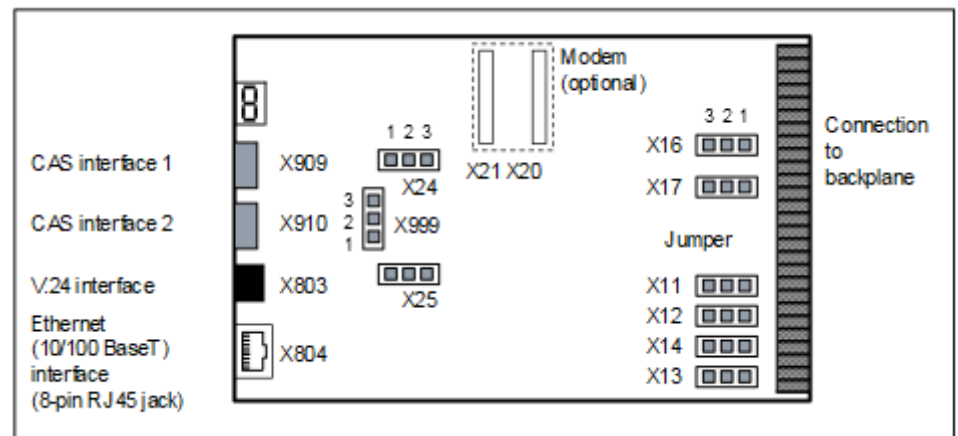 Modem
(optional)
8
3 2 1
Connection
to
backplane
1 2 3
X16
CAS interface 1
X909
X21 X20
X24
X17
3
2
1
CAS interface 2
X910
X999
Jumper
V.24 interface
X803
X25
X11
X12
Ethernet
(10/100 BaseT)
interface
(8-pin RJ45 jack)
X804
X14
X13